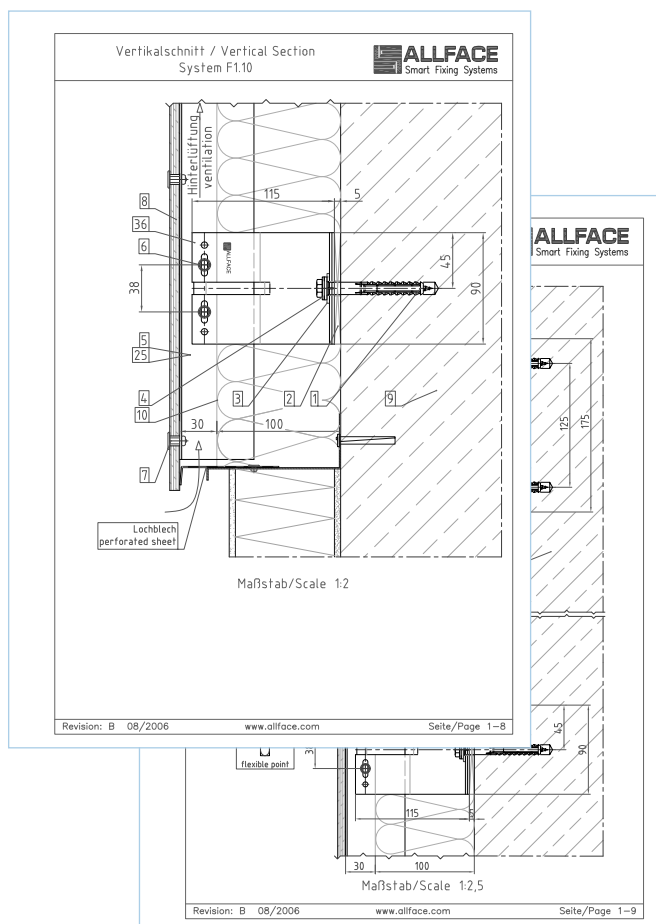 Vertikalschnitt / Vertical Section
System F1.10
ALLFACE
Smart Fixing Systems
Hinterlüftung
ventilation
115
5
8
36
6
ALLFACE
38
45
90
5
25
4
3
2
1
9
10
30
100
7
Lochblech
perforated sheet
Maßstab/Scale 1:2
Revision: B 08/2006
www.allface.com
Seite/Page 1-8
ALLFACE
Smart Fixing Systems
125
175
45
90
flexible point
115
30
100
Maßstab/Scale 1:2,5
Revision: B 08/2006
www.allface.com
Seite/Page 1-9